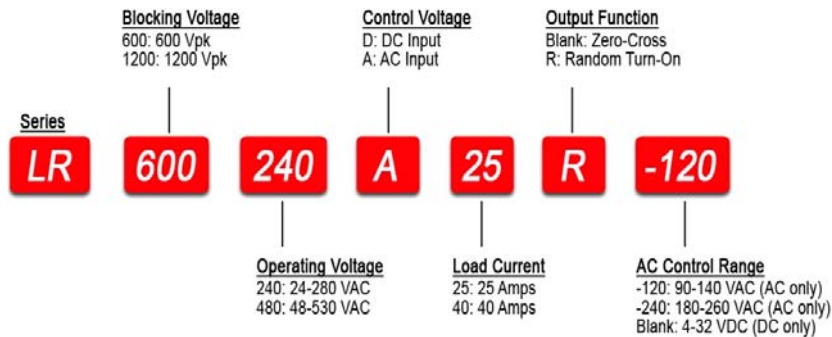 Blocking Voltage
600: 600 Vpk
1200: 1200 Vpk
Control Voltage
D: DC Input
A: AC Input
Output Function
Blank: Zero-Cross
R: Random Turn-On
Series
LR 600 240 A 25 R -120
Operating Voltage
240: 24-280 VAC
480: 48-530 VAC
Load Current
25: 25 Amps
40: 40 Amps
AC Control Range
-120: 90-140 VAC (AC only)
-240: 180-260 VAC (AC only)
Blank: 4-32 VDC (DC only)